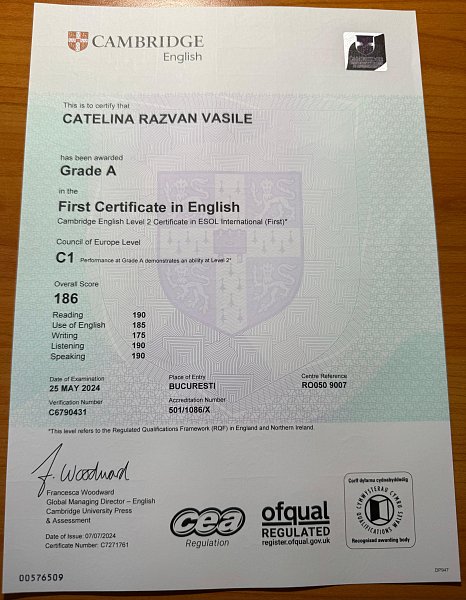 CAMBRIDGE
English
This is to certify that
CATELINA RAZVAN VASILE
has been awarded
Grade A
in the
First Certificate in English
Cambridge English Level 2 Certificate in ESOL International (First)*
Council of Europe Level
C1 Performance at Grade A demonstrates an ability at Level 2*
Overall Score
186
Reading 190
Use of English 185
Writing 175
Listening 190
Speaking 190
Date of Examination Place of Entry Centre Reference
25 MAY 2024 BUCURESTI RO050 9007
Verification Number Accreditation Number
C6790431 501/1086/X
*This level refers to the Regulated Qualifications Framework (RQF) in England and Northern Ireland.
F. Woodward
Francesca Woodward
Global Managing Director – English
Cambridge University Press
& Assessment
Date of Issue: 07/07/2024
Certificate Number: C7271761
cea
Regulation
ofqual
REGULATED
register.ofqual.gov.uk
Corff dyfarnu cydnabyddedig
CYMWYSTERAU CYMRU
QUALIFICATIONS WALES
Recognised awarding body
00576509
DP947